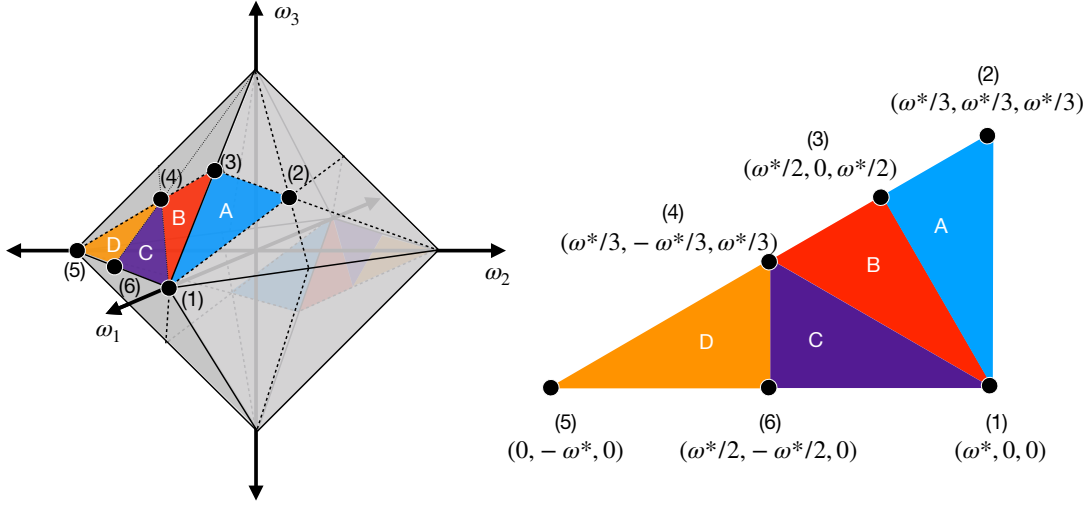 ω₃
(4)
(3)
(2)
B
A
D
C
(5)
(6)
(1)
ω₂
ω₁
(2)
(ω*/3, ω*/3, ω*/3)
(3)
(ω*/2, 0, ω*/2)
(4)
(ω*/3, − ω*/3, ω*/3)
A
B
C
D
(5)
(0, − ω*, 0)
(6)
(ω*/2, − ω*/2, 0)
(1)
(ω*, 0, 0)